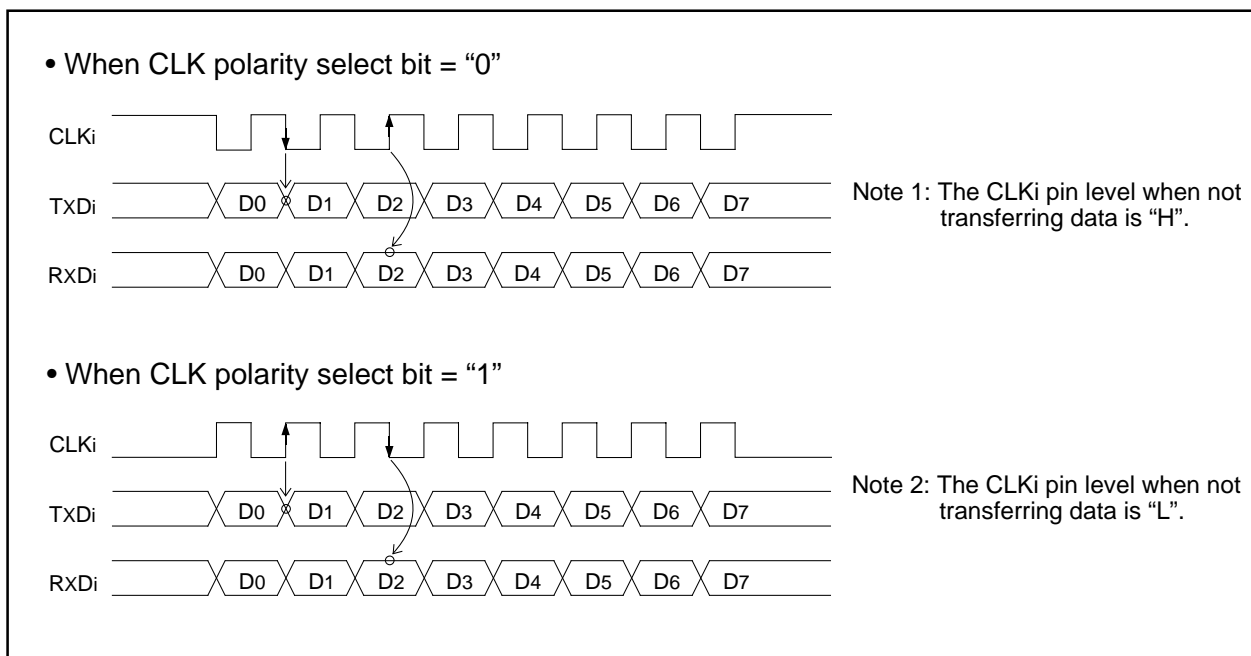 • When CLK polarity select bit = “0”
CLKi
TXDi D0 D1 D2 D3 D4 D5 D6 D7
RXDi D0 D1 D2 D3 D4 D5 D6 D7
Note 1: The CLKi pin level when not
transferring data is “H”.
• When CLK polarity select bit = “1”
CLKi
TXDi D0 D1 D2 D3 D4 D5 D6 D7
RXDi D0 D1 D2 D3 D4 D5 D6 D7
Note 2: The CLKi pin level when not
transferring data is “L”.